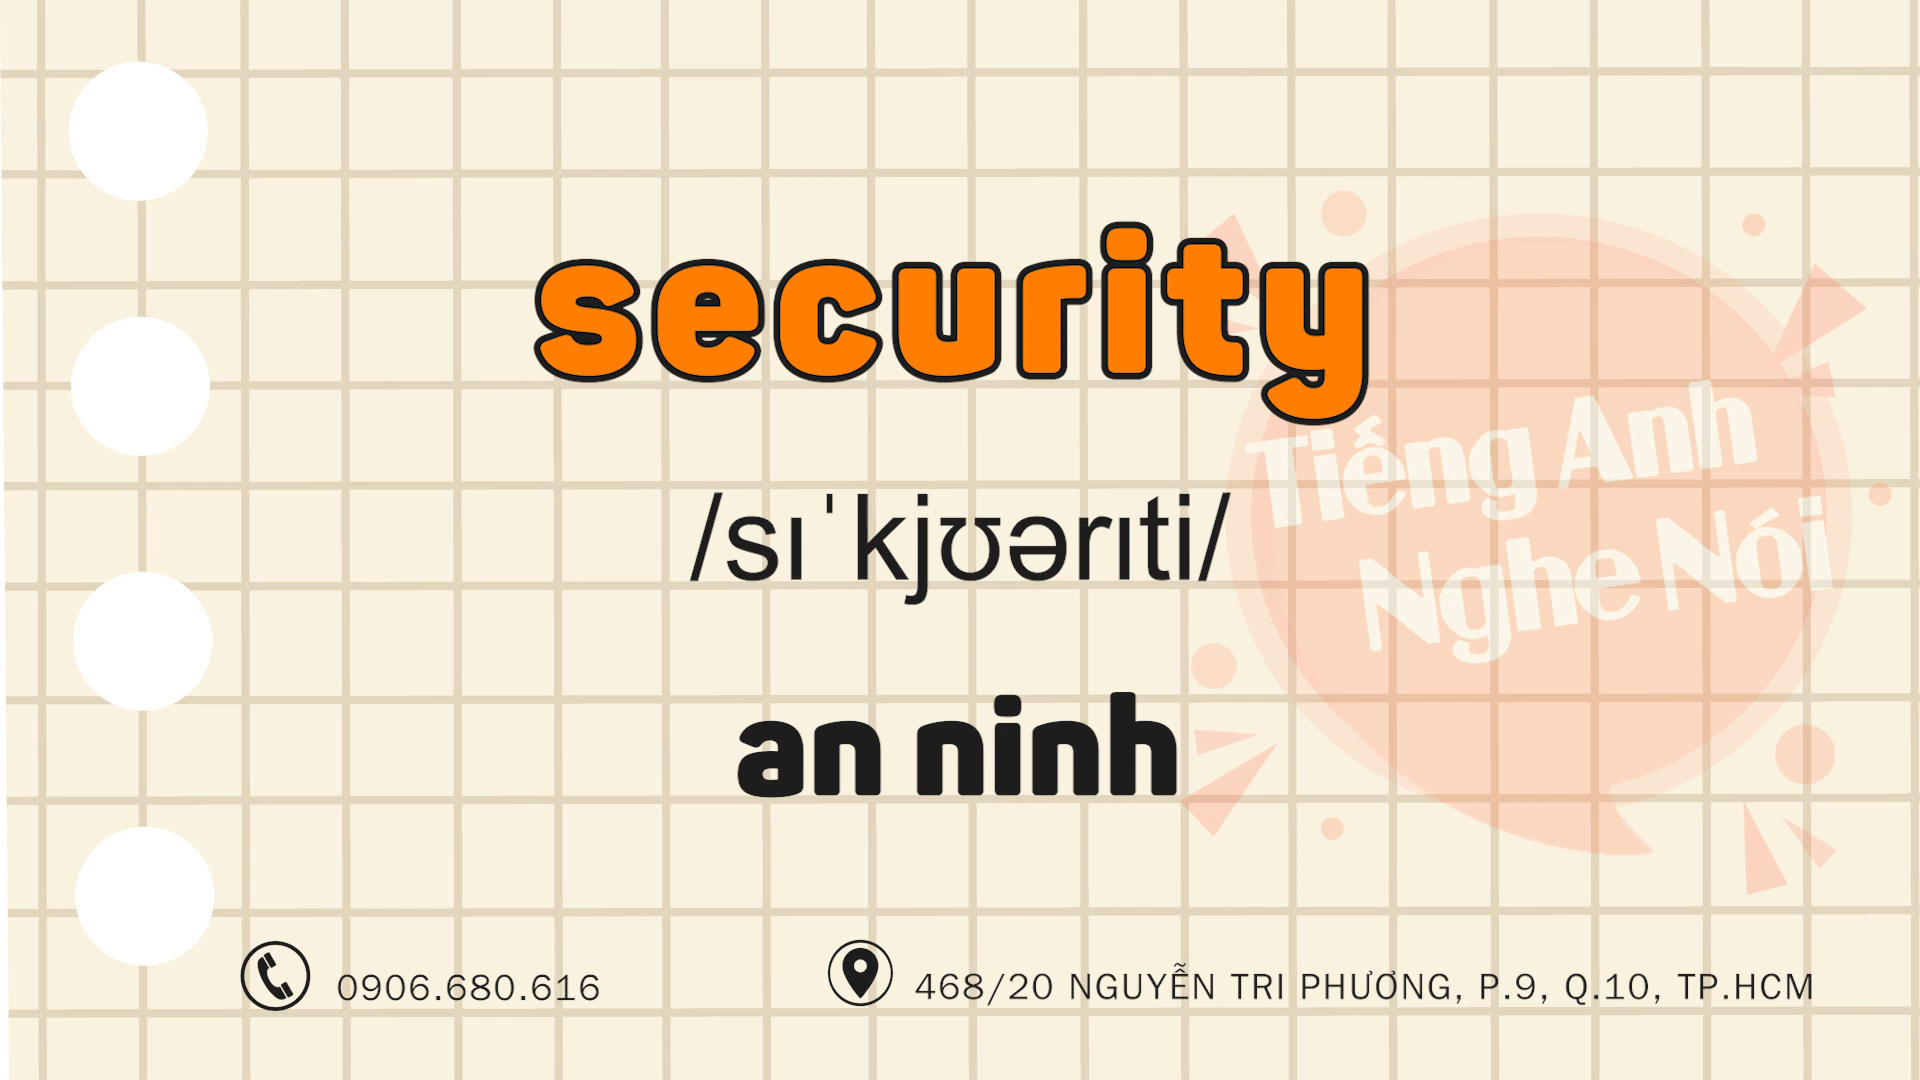 security
/sɪˈkjʊərɪti/
an ninh
Tiếng Anh
Nghe Nói
0906.680.616
468/20 NGUYỄN TRI PHƯƠNG, P.9, Q.10, TP.HCM